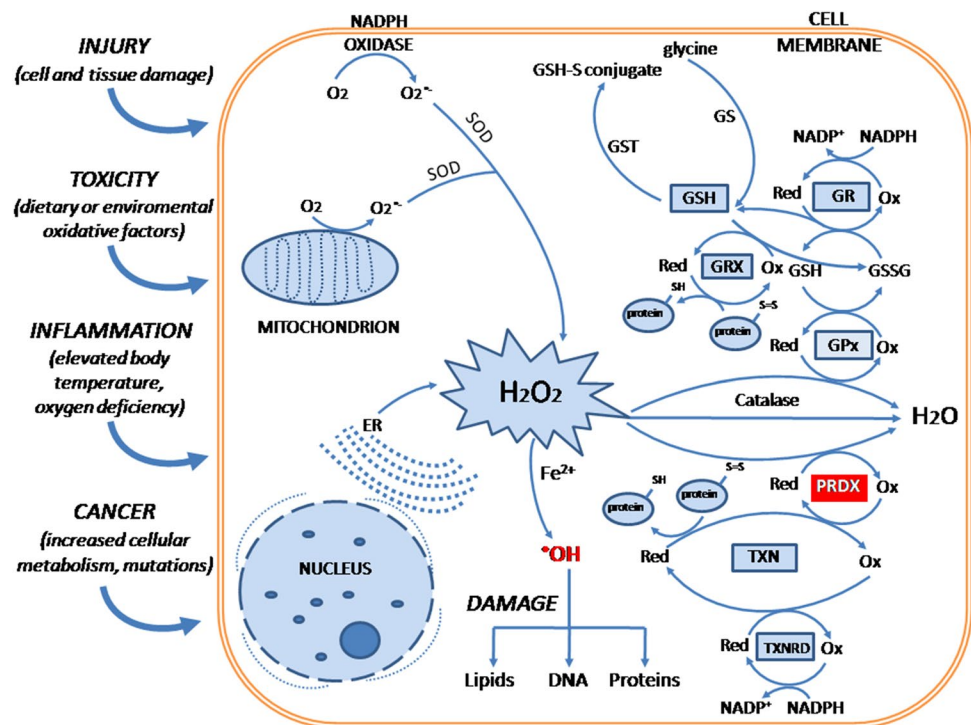 INJURY
(cell and tissue damage)
TOXICITY
(dietary or enviromental
oxidative factors)
INFLAMMATION
(elevated body
temperature,
oxygen deficiency)
CANCER
(increased cellular
metabolism, mutations)
NADPH
OXIDASE
O2
O2•-
SOD
SOD
O2
O2•-
MITOCHONDRION
ER
NUCLEUS
H2O2
Fe2+
•OH
DAMAGE
Lipids
DNA
Proteins
CELL
MEMBRANE
glycine
GSH-S conjugate
GS
GST
NADP+
NADPH
GSH
Red
GR
Ox
Red
GRX
Ox
GSH
GSSG
SH
protein
S=S
protein
Red
GPx
Ox
Catalase
H2O
Red
PRDX
Ox
SH
protein
S=S
protein
Red
TXN
Ox
Red
TXNRD
Ox
NADP+
NADPH